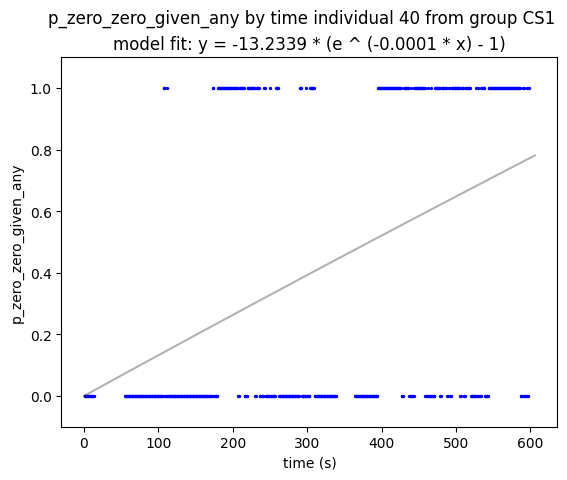 p_zero_zero_given_any by time individual 40 from group CS1
model fit: y = -13.2339 * (e ^ (-0.0001 * x) - 1)
1.0
0.8
0.6
0.4
0.2
0.0
p_zero_zero_given_any
0 100 200 300 400 500 600
time (s)